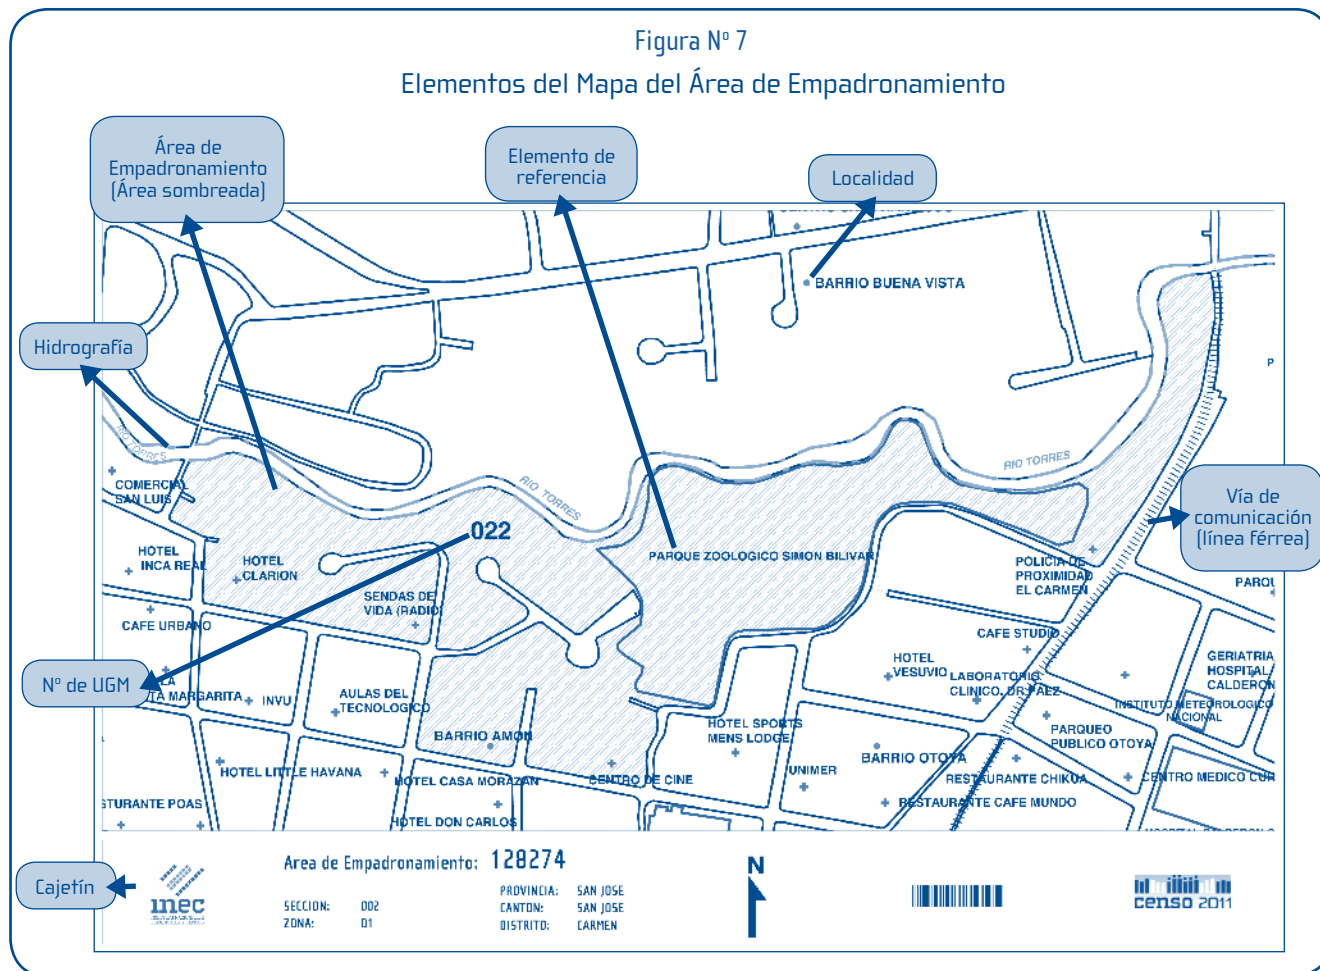 Figura Nº 7
Elementos del Mapa del Área de Empadronamiento
Área de
Empadronamiento
(Área sombreada)
Elemento de
referencia
Localidad
BARRIO BUENA VISTA
Hidrografía
RIO TORRES
RIO TORRES
RIO TORRES
COMERCIAL
SAN LUIS
022
Vía de
comunicación
(línea férrea)
HOTEL
INCA REAL
HOTEL
CLARION
PARQUE ZOOLOGICO SIMON BILIVAR
POLICIA DE
PROXIMIDAD
EL CARMEN
SENDAS DE
VIDA (RADIO)
CAFE URBANO
CAFE STUDIO
Nº de UGM
MARGARITA
INVU
AULAS DEL
TECNOLOGICO
HOTEL
VESUVIO
LABORATORIO
CLINICO. DR PAEZ
GERIATRIA
HOSPITAL
CALDERON
INSTITUTO METEOROLOGICO
NACIONAL
BARRIO AMON
HOTEL SPORTS
MENS LODGE
PARQUEO
PUBLICO OTOYA
BARRIO OTOYA
HOTEL LITTLE HAVANA
HOTEL CASA MORAZAN
CENTRO DE CINE
UNIMER
RESTAURANTE CHIKUA
CENTRO MEDICO CUR
GTURANTE POAS
HOTEL DON CARLOS
RESTAURANTE CAFE MUNDO
Cajetín
inec
Area de Empadronamiento: 128274
SECCION: 002
ZONA: 01
PROVINCIA: SAN JOSE
CANTON: SAN JOSE
DISTRITO: CARMEN
N
censo 2011